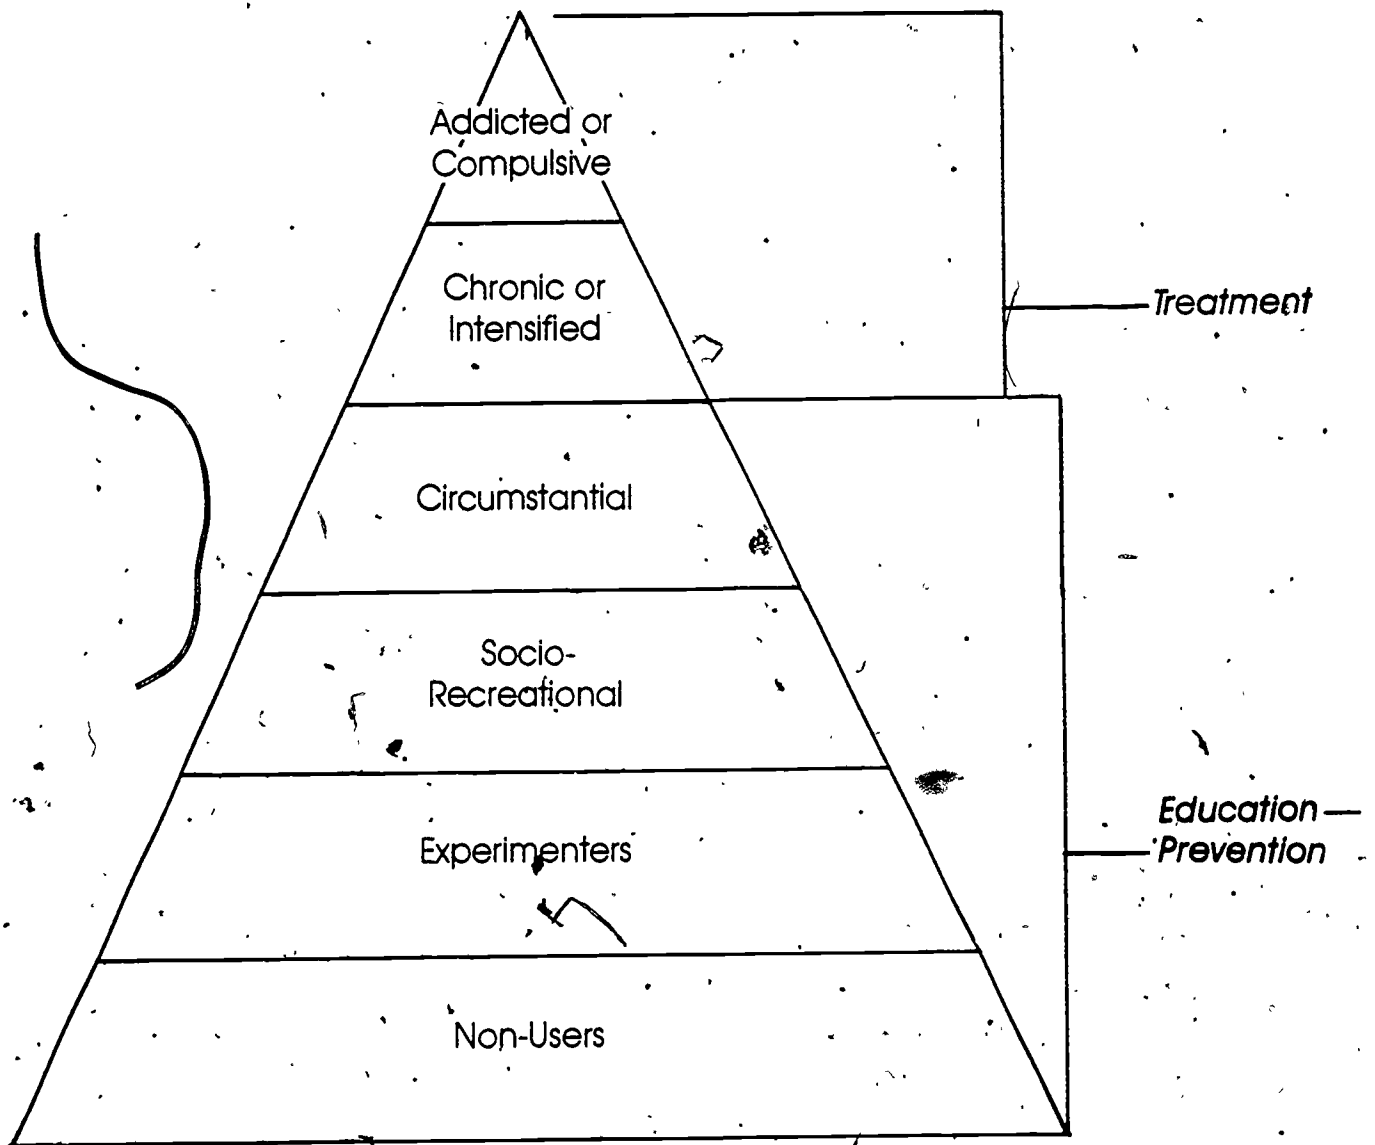 Addicted or
Compulsive
Chronic or
Intensified
Treatment
Circumstantial
Socio-
Recreational
Education —
Prevention
Experimenters
Non-Users